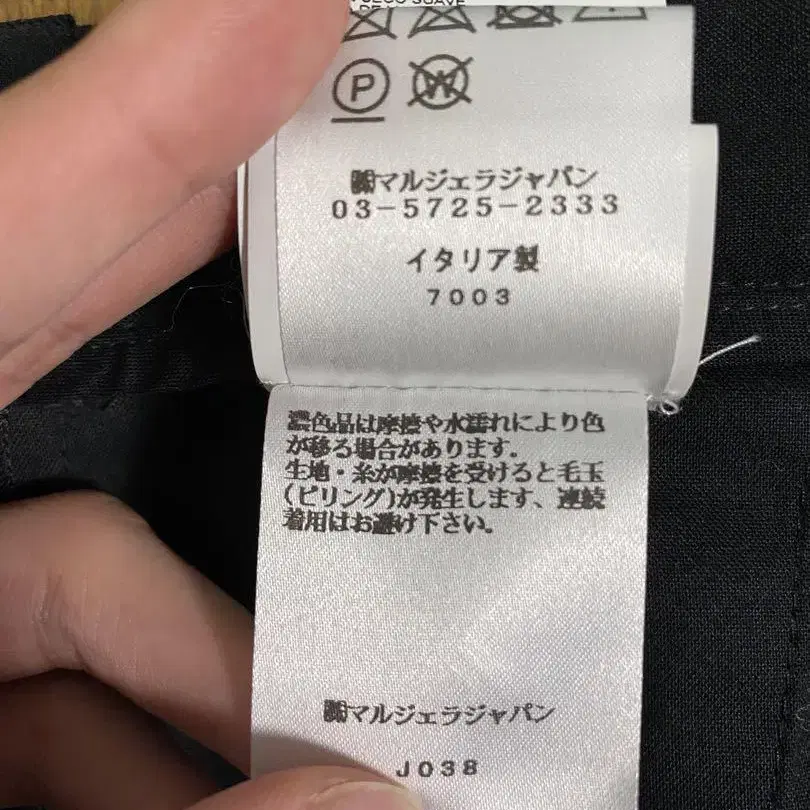 SECO SUAVE
P
W
㈱マルジェラジャパン
03-5725-2333
イタリア製
7003
濃色品は摩擦や水濡れにより色
が移る場合があります。
生地・糸が摩擦を受けると毛玉
(ピリング)が発生します、連続
着用はお避け下さい。
㈱マルジェラジャパン
J038